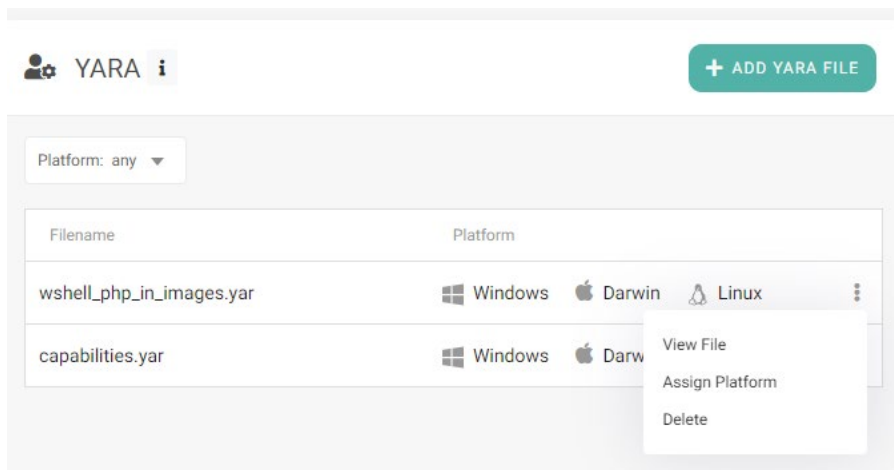 YARA i
+ ADD YARA FILE
Platform: any
Filename Platform
wshell_php_in_images.yar Windows Darwin Linux
capabilities.yar Windows Darw
View File
Assign Platform
Delete